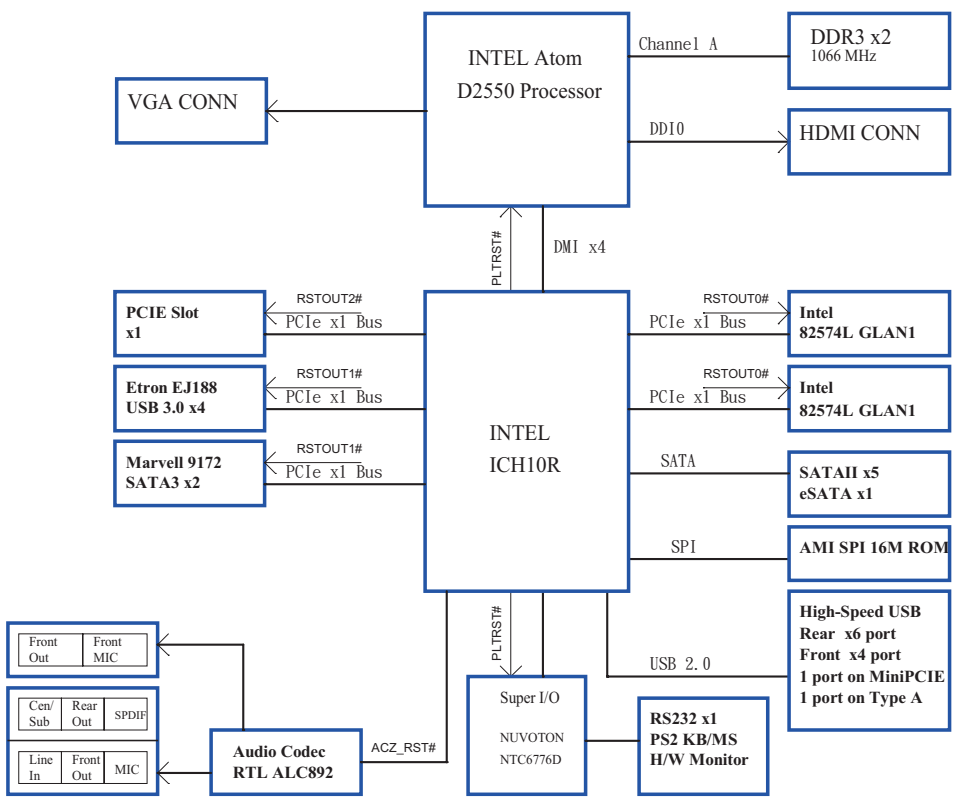 INTEL Atom
D2550 Processor
Channel A
DDR3 x2
1066 MHz
VGA CONN
DDI0
HDMI CONN
PLTRST#
DMI x4
PCIE Slot
x1
RSTOUT2#
PCIe x1 Bus
RSTOUT0#
PCIe x1 Bus
Intel
82574L GLAN1
Etron EJ188
USB 3.0 x4
RSTOUT1#
PCIe x1 Bus
RSTOUT0#
PCIe x1 Bus
Intel
82574L GLAN1
INTEL
ICH10R
Marvell 9172
SATA3 x2
RSTOUT1#
PCIe x1 Bus
SATA
SATAII x5
eSATA x1
SPI
AMI SPI 16M ROM
High-Speed USB
Rear x6 port
Front x4 port
1 port on MiniPCIE
1 port on Type A
USB 2.0
PLTRST#
Front Out
Front MIC
Cen/ Sub
Rear Out
SPDIF
Line In
Front Out
MIC
Audio Codec
RTL ALC892
ACZ_RST#
Super I/O
NUVOTON
NTC6776D
RS232 x1
PS2 KB/MS
H/W Monitor